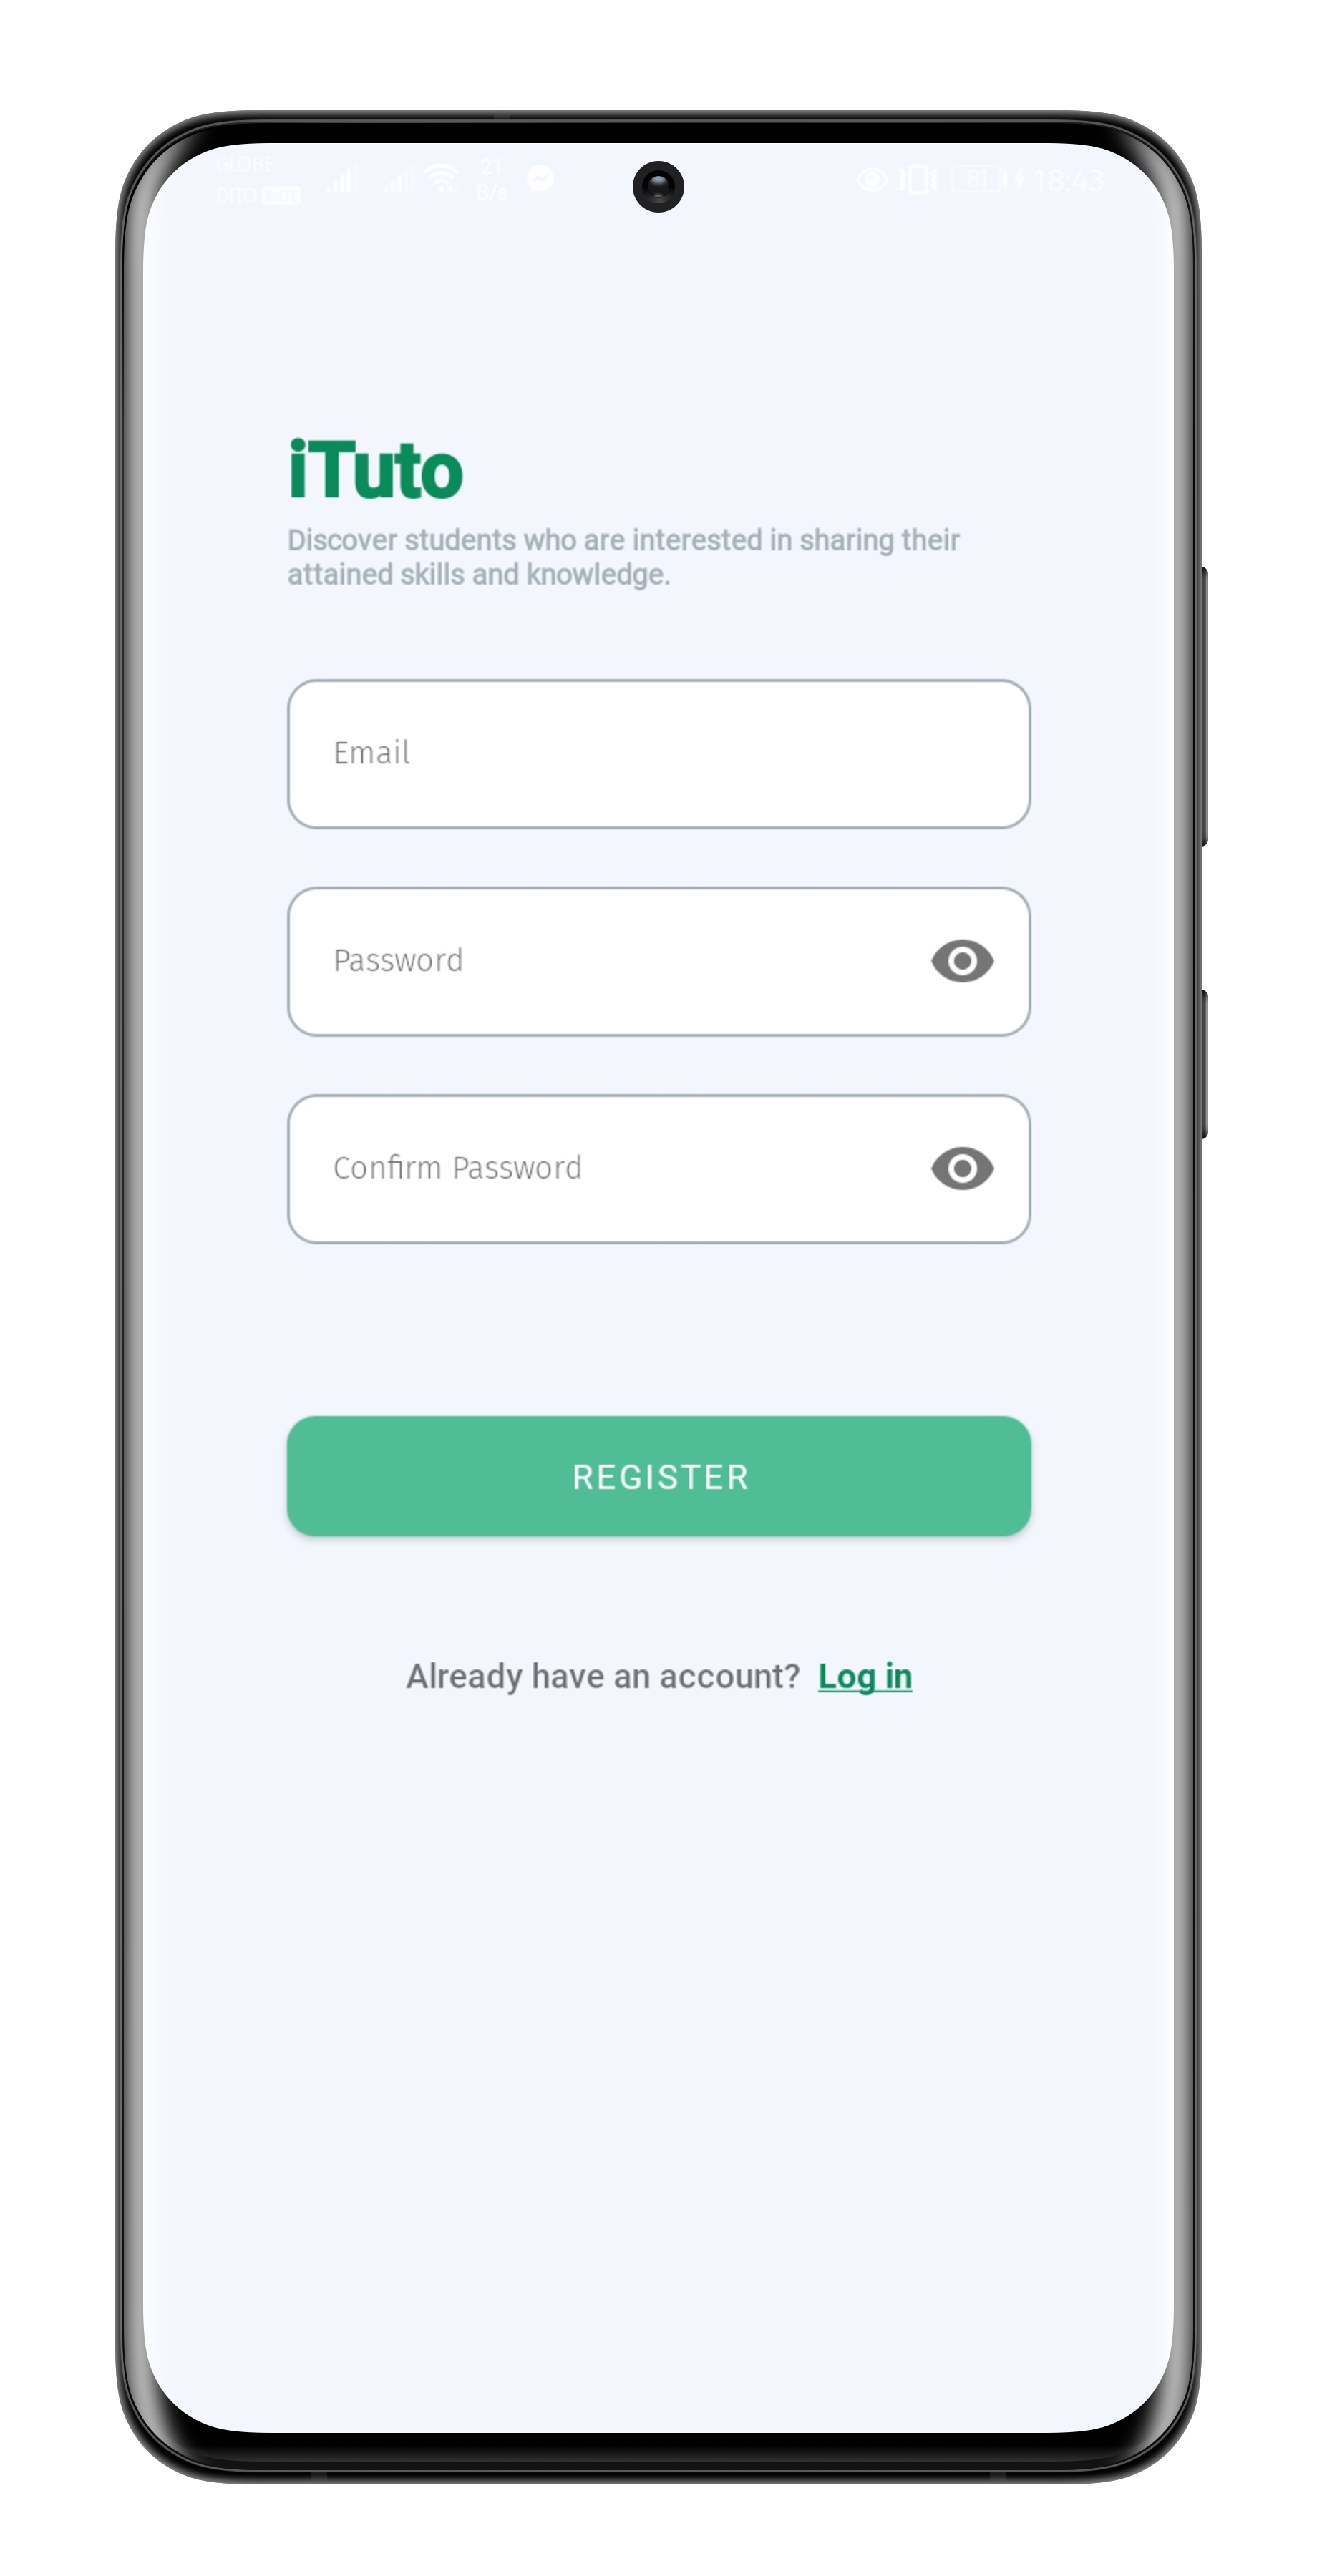 GLOBE
DITO VoLTE
21
B/s
81
18:43
iTuto
Discover students who are interested in sharing their
attained skills and knowledge.
Email
Password
Confirm Password
REGISTER
Already have an account? Log in